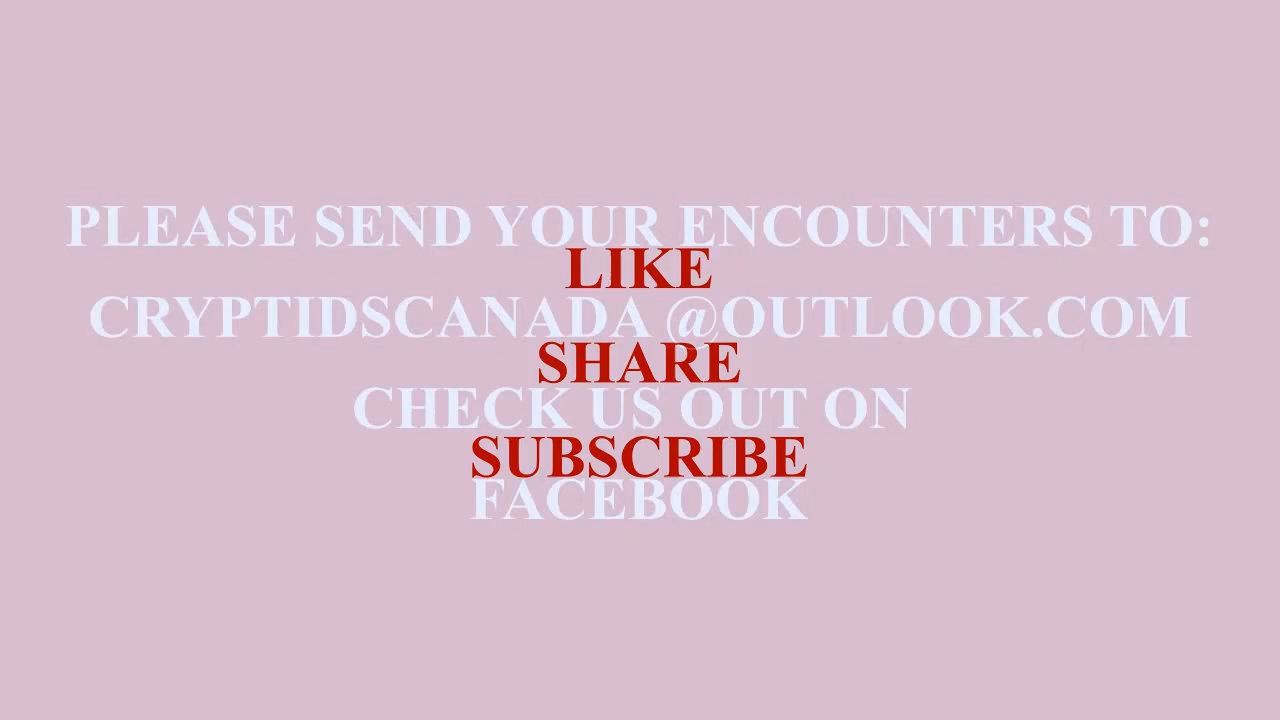 PLEASE SEND YOUR ENCOUNTERS TO:
LIKE
CRYPTIDSCANADA @OUTLOOK.COM
SHARE
CHECK US OUT ON
SUBSCRIBE
FACEBOOK